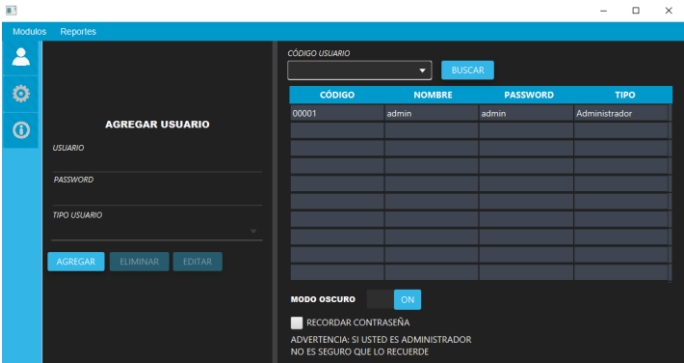 Modulos Reportes
AGREGAR USUARIO
USUARIO
PASSWORD
TIPO USUARIO
AGREGAR ELIMINAR EDITAR
CÓDIGO USUARIO
BUSCAR
CÓDIGO NOMBRE PASSWORD TIPO
00001 admin admin Administrador
MODO OSCURO ON
RECORDAR CONTRASEÑA
ADVERTENCIA: SI USTED ES ADMINISTRADOR
NO ES SEGURO QUE LO RECUERDE